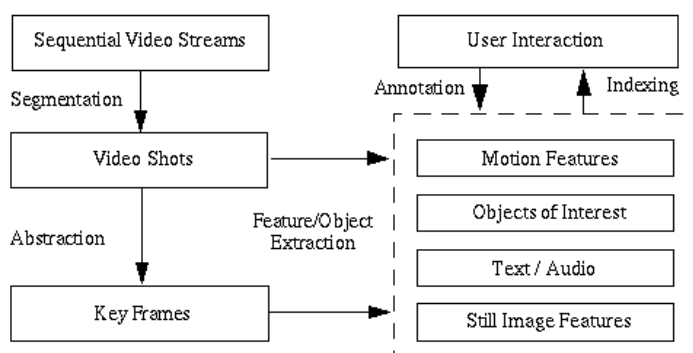 Sequential Video Streams
User Interaction
Segmentation
Annotation
Indexing
Video Shots
Motion Features
Objects of Interest
Abstraction
Feature/Object
Extraction
Text / Audio
Key Frames
Still Image Features